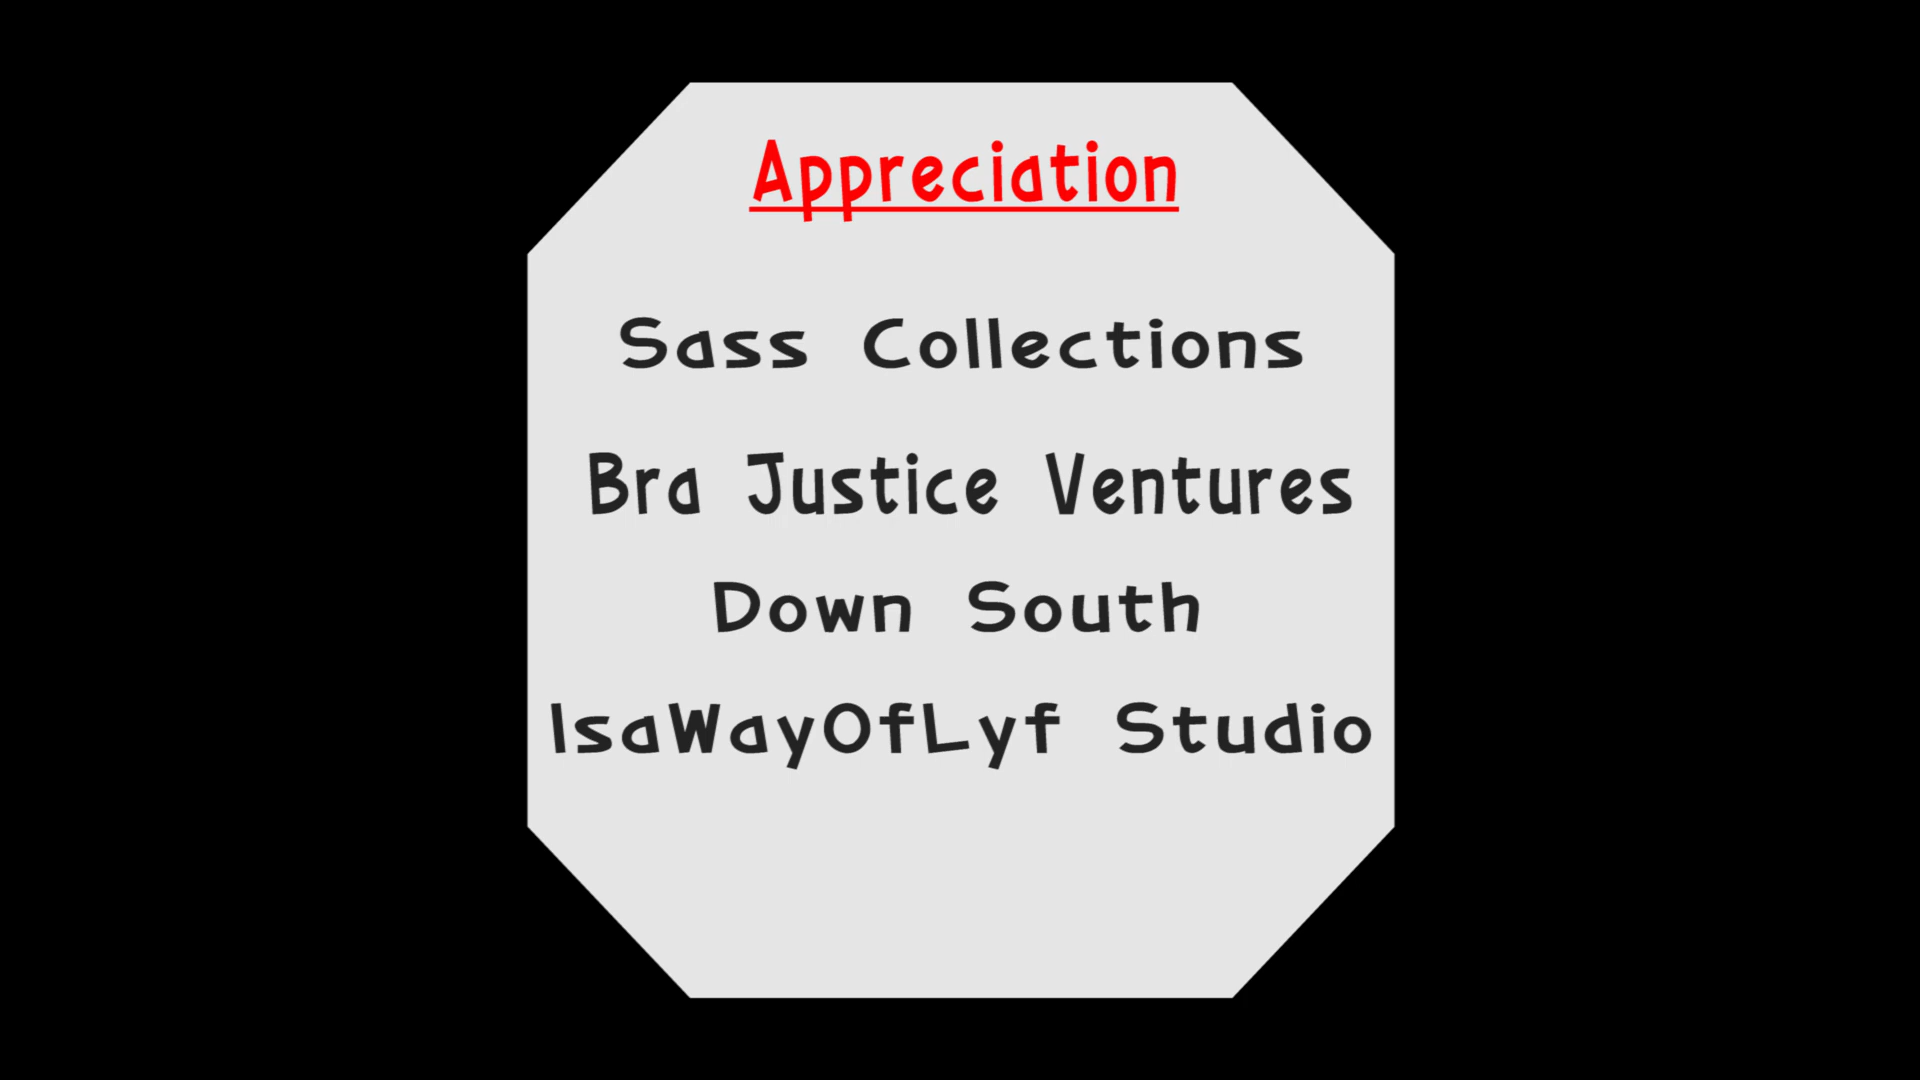 Appreciation
Sass Collections
Bra Justice Ventures
Down South
IsaWayOfLyf Studio